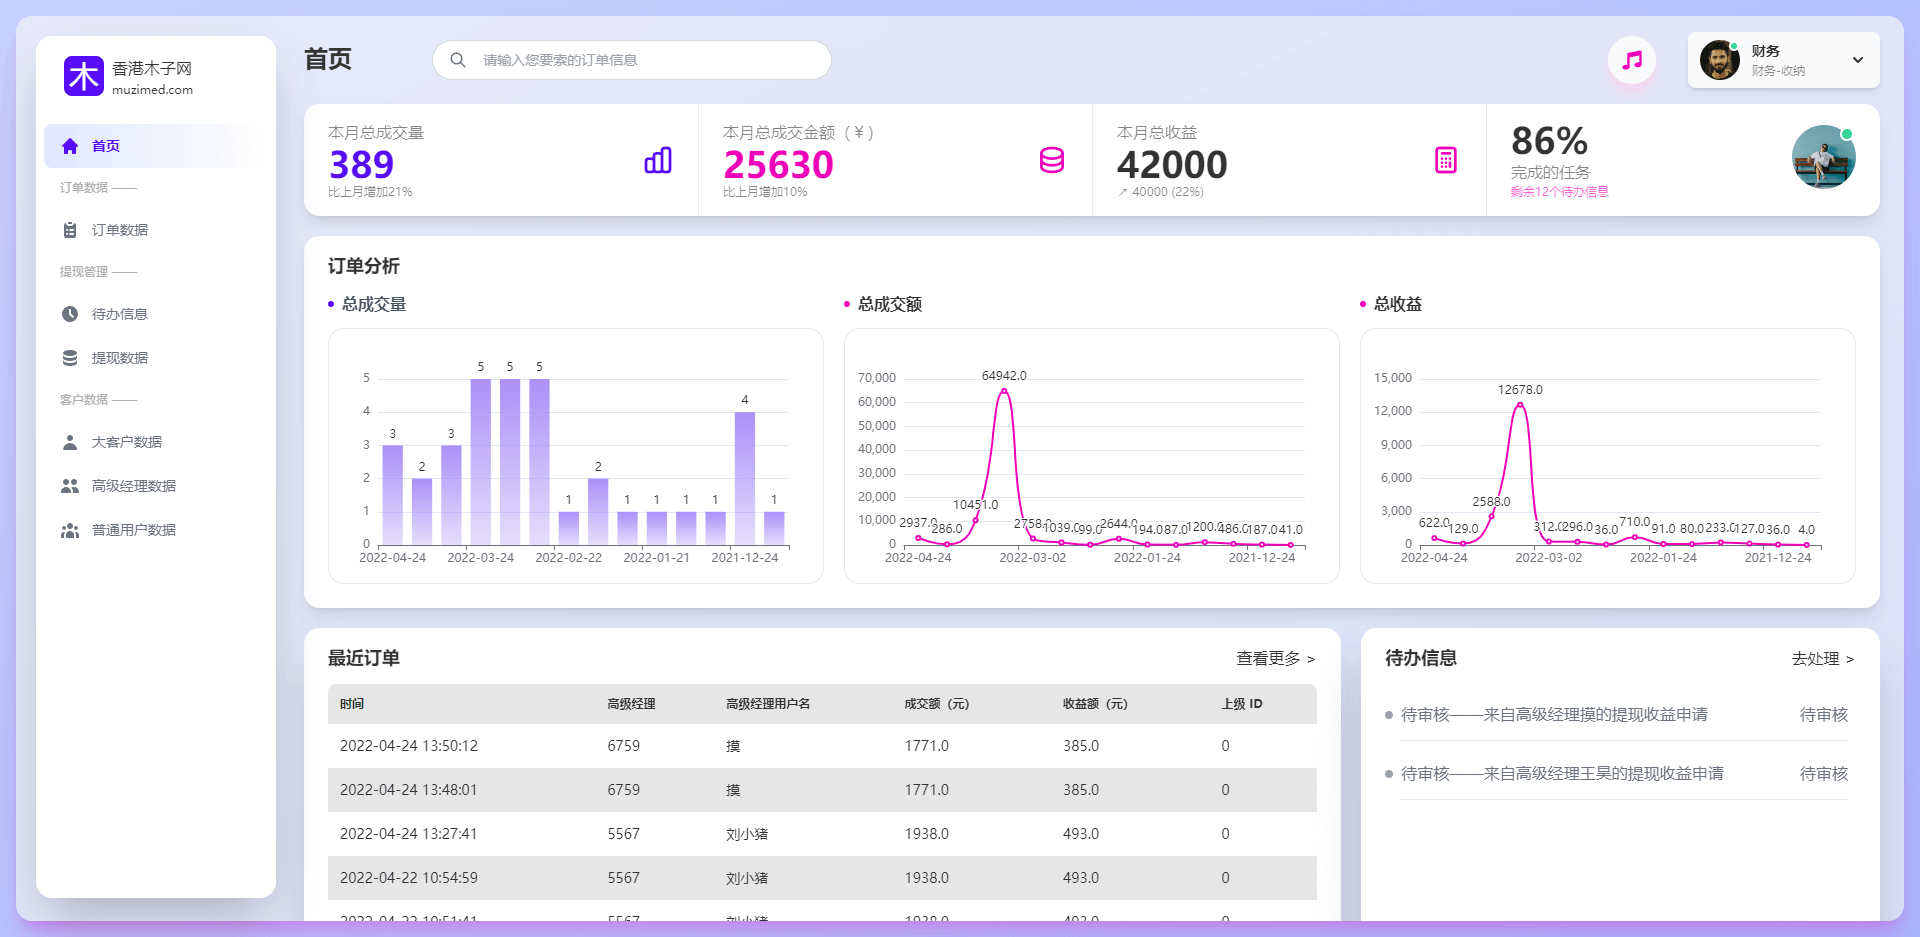 木
香港木子网
muzimed.com
首页
订单数据 ——
订单数据
提现管理 ——
待办信息
提现数据
客户数据 ——
大客户数据
高级经理数据
普通用户数据
首页
请输入您要索的订单信息
财务
财务-收纳
本月总成交量
389
比上月增加21%
本月总成交金额（¥）
25630
比上月增加10%
本月总收益
42000
↗ 40000 (22%)
86%
完成的任务
剩余12个待办信息
订单分析
总成交量
5
4
3
2
1
0
3
2
3
5
5
5
1
2
1
1
1
1
4
1
2022-04-24
2022-03-24
2022-02-22
2022-01-21
2021-12-24
总成交额
70,000
60,000
50,000
40,000
30,000
20,000
10,000
0
2937.0
286.0
10451.0
64942.0
2758.0
1039.0
99.0
2644.0
194.0
87.0
1200.0
486.0
187.0
41.0
2022-04-24
2022-03-02
2022-01-24
2021-12-24
总收益
15,000
12,000
9,000
6,000
3,000
0
622.0
129.0
2588.0
12678.0
312.0
296.0
36.0
710.0
91.0
80.0
233.0
127.0
36.0
4.0
2022-04-24
2022-03-02
2022-01-24
2021-12-24
最近订单
查看更多 >
时间 高级经理 高级经理用户名 成交额（元） 收益额（元） 上级 ID
2022-04-24 13:50:12 6759 摸 1771.0 385.0 0
2022-04-24 13:48:01 6759 摸 1771.0 385.0 0
2022-04-24 13:27:41 5567 刘小猪 1938.0 493.0 0
2022-04-22 10:54:59 5567 刘小猪 1938.0 493.0 0
5567 刘小猪 1938.0 493.0 0
待办信息
去处理 >
待审核——来自高级经理摸的提现收益申请 待审核
待审核——来自高级经理王昊的提现收益申请 待审核